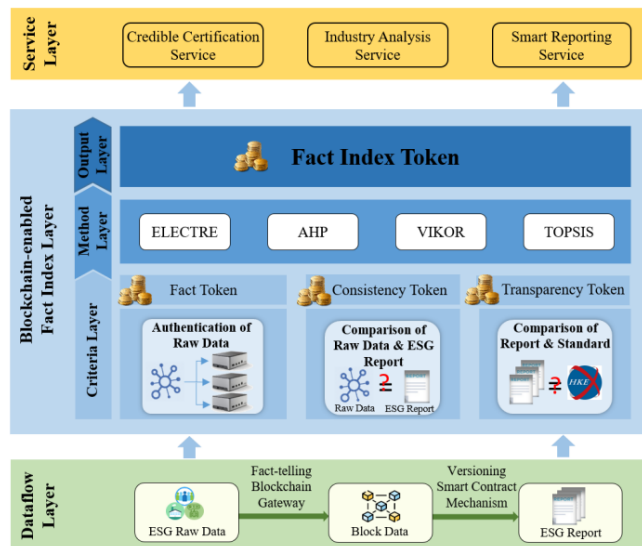 Service
Layer
Credible Certification
Service
Industry Analysis
Service
Smart Reporting
Service
Blockchain-enabled
Fact Index Layer
Output
Layer
Fact Index Token
Method
Layer
ELECTRE
AHP
VIKOR
TOPSIS
Criteria Layer
Fact Token
Consistency Token
Transparency Token
Authentication of
Raw Data
Comparison of
Raw Data & ESG
Report
?
=
Raw Data
ESG Report
Comparison of
Report & Standard
?
=
HKE
Dataflow
Layer
ESG Raw Data
Fact-telling
Blockchain
Gateway
Block Data
Versioning
Smart Contract
Mechanism
ESG Report